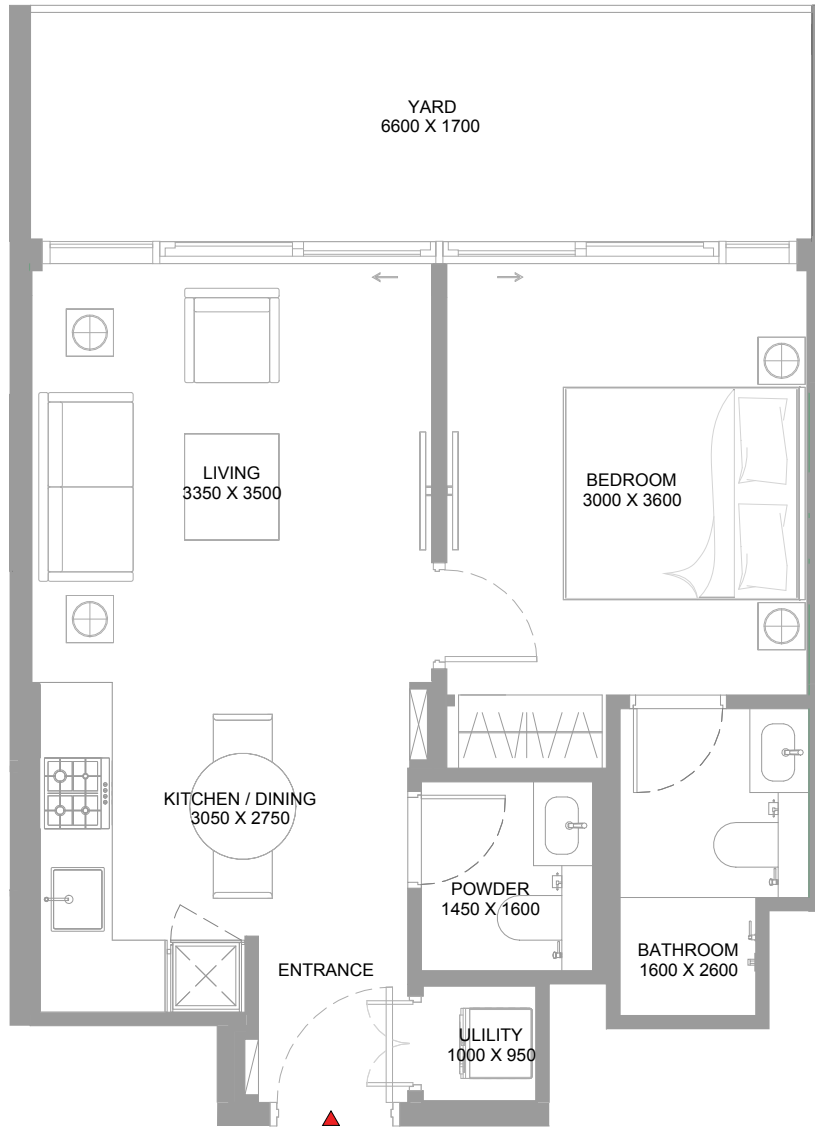 YARD
6600 X 1700
LIVING
3350 X 3500
BEDROOM
3000 X 3600
KITCHEN / DINING
3050 X 2750
POWDER
1450 X 1600
BATHROOM
1600 X 2600
ENTRANCE
ULILITY
1000 X 950